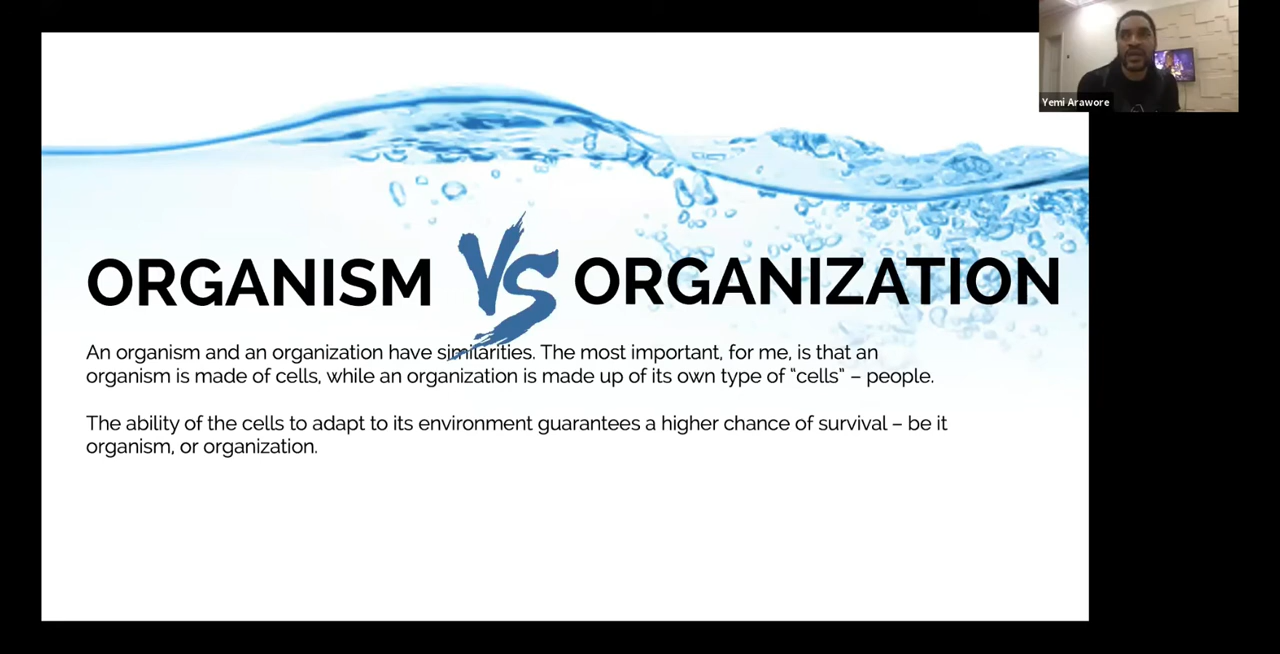 Yemi Arawore
ORGANISM VS ORGANIZATION
An organism and an organization have similarities. The most important, for me, is that an
organism is made of cells, while an organization is made up of its own type of “cells” – people.
The ability of the cells to adapt to its environment guarantees a higher chance of survival – be it
organism, or organization.